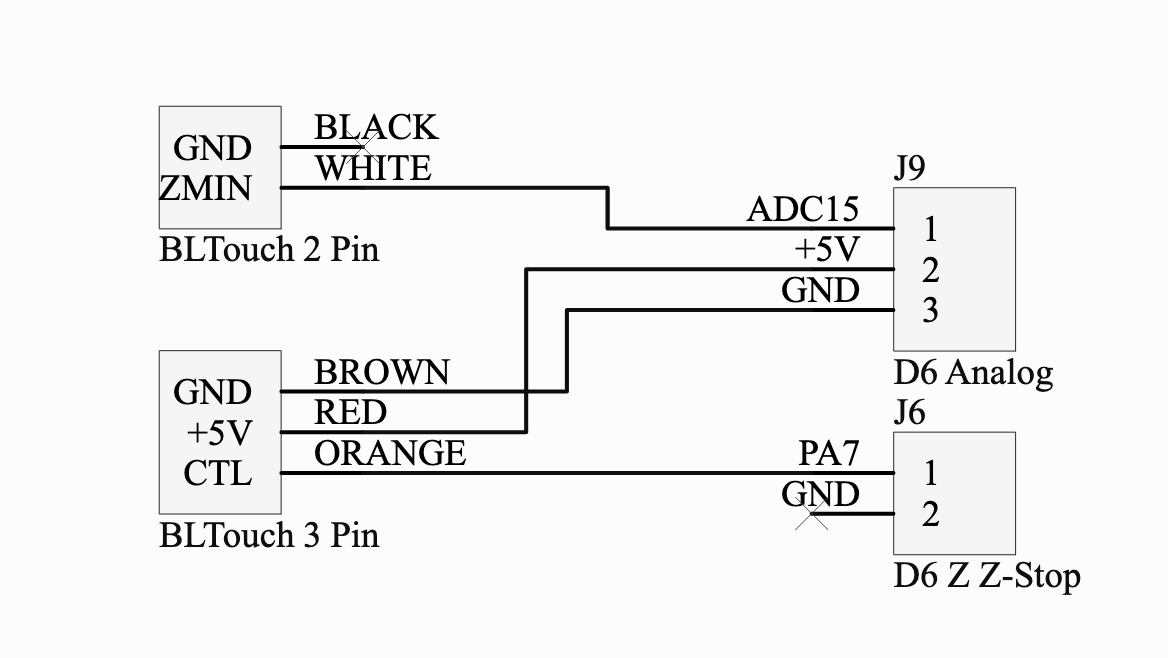 BLACK
GND
WHITE
ZMIN
BLTouch 2 Pin
J9
ADC15
1
+5V
2
GND
3
D6 Analog
BROWN
GND
RED
+5V
ORANGE
CTL
BLTouch 3 Pin
J6
PA7
1
GND
2
D6 Z Z-Stop